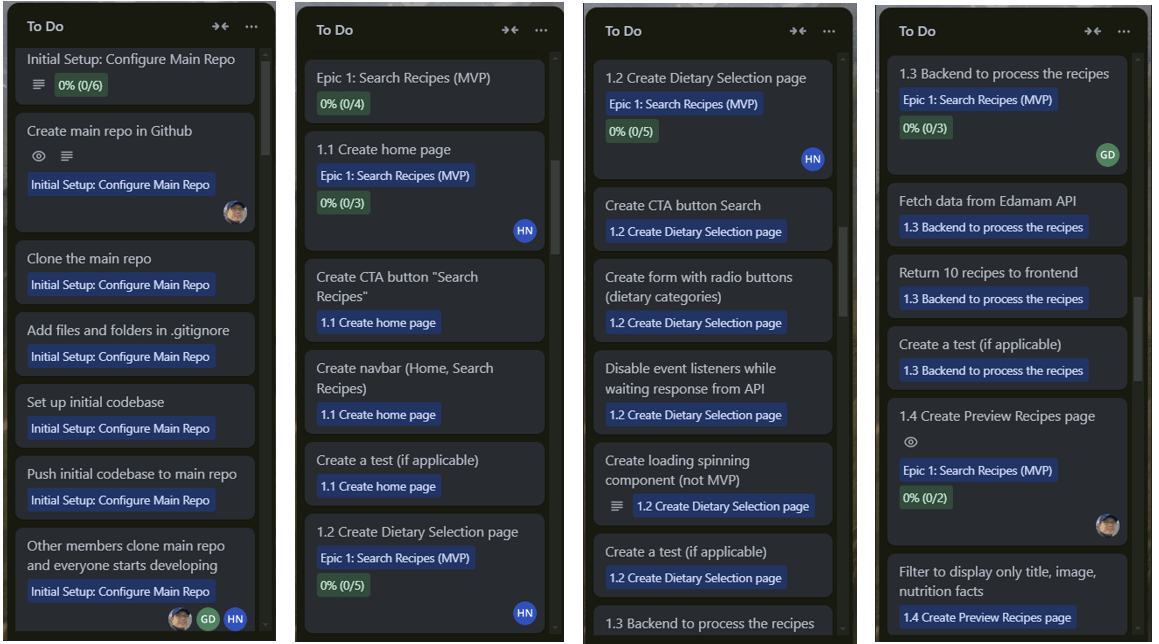 To Do
Initial Setup: Configure Main Repo
0% (0/6)
Create main repo in Github
Initial Setup: Configure Main Repo
Clone the main repo
Initial Setup: Configure Main Repo
Add files and folders in .gitignore
Initial Setup: Configure Main Repo
Set up initial codebase
Initial Setup: Configure Main Repo
Push initial codebase to main repo
Initial Setup: Configure Main Repo
Other members clone main repo
and everyone starts developing
Initial Setup: Configure Main Repo
GD
HN
To Do
Epic 1: Search Recipes (MVP)
0% (0/4)
1.1 Create home page
Epic 1: Search Recipes (MVP)
0% (0/3)
HN
Create CTA button "Search
Recipes"
1.1 Create home page
Create navbar (Home, Search
Recipes)
1.1 Create home page
Create a test (if applicable)
1.1 Create home page
1.2 Create Dietary Selection page
Epic 1: Search Recipes (MVP)
0% (0/5)
HN
To Do
1.2 Create Dietary Selection page
Epic 1: Search Recipes (MVP)
0% (0/5)
HN
Create CTA button Search
1.2 Create Dietary Selection page
Create form with radio buttons
(dietary categories)
1.2 Create Dietary Selection page
Disable event listeners while
waiting response from API
1.2 Create Dietary Selection page
Create loading spinning
component (not MVP)
1.2 Create Dietary Selection page
Create a test (if applicable)
1.2 Create Dietary Selection page
1.3 Backend to process the recipes
To Do
1.3 Backend to process the recipes
Epic 1: Search Recipes (MVP)
0% (0/3)
GD
Fetch data from Edamam API
1.3 Backend to process the recipes
Return 10 recipes to frontend
1.3 Backend to process the recipes
Create a test (if applicable)
1.3 Backend to process the recipes
1.4 Create Preview Recipes page
Epic 1: Search Recipes (MVP)
0% (0/2)
Filter to display only title, image,
nutrition facts
1.4 Create Preview Recipes page